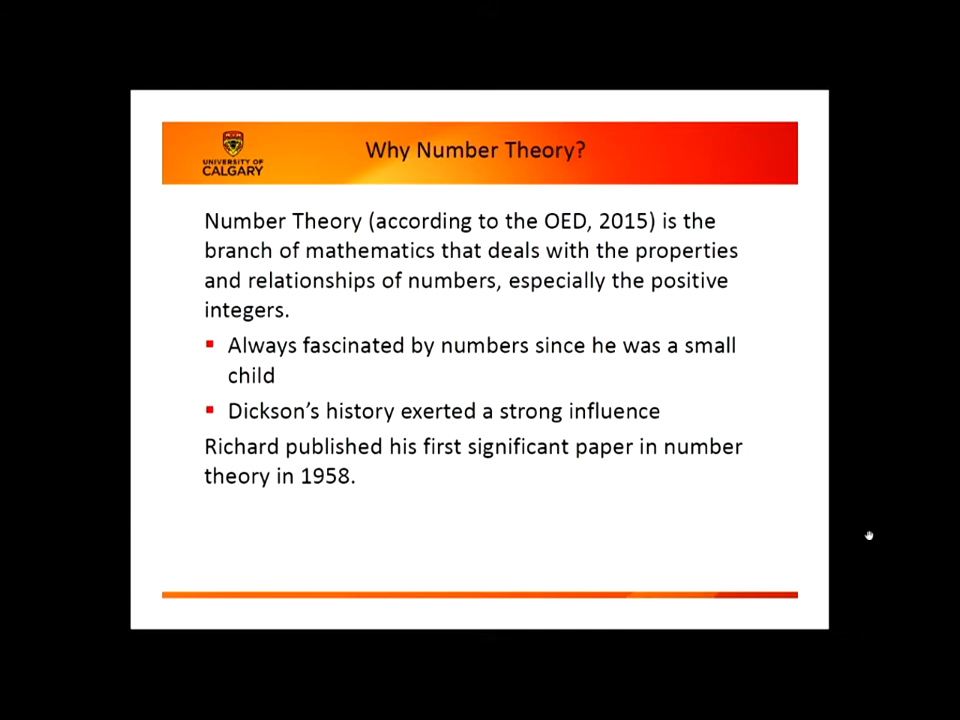 UNIVERSITY OF
CALGARY
Why Number Theory?
Number Theory (according to the OED, 2015) is the
branch of mathematics that deals with the properties
and relationships of numbers, especially the positive
integers.
▪ Always fascinated by numbers since he was a small
child
▪ Dickson’s history exerted a strong influence
Richard published his first significant paper in number
theory in 1958.